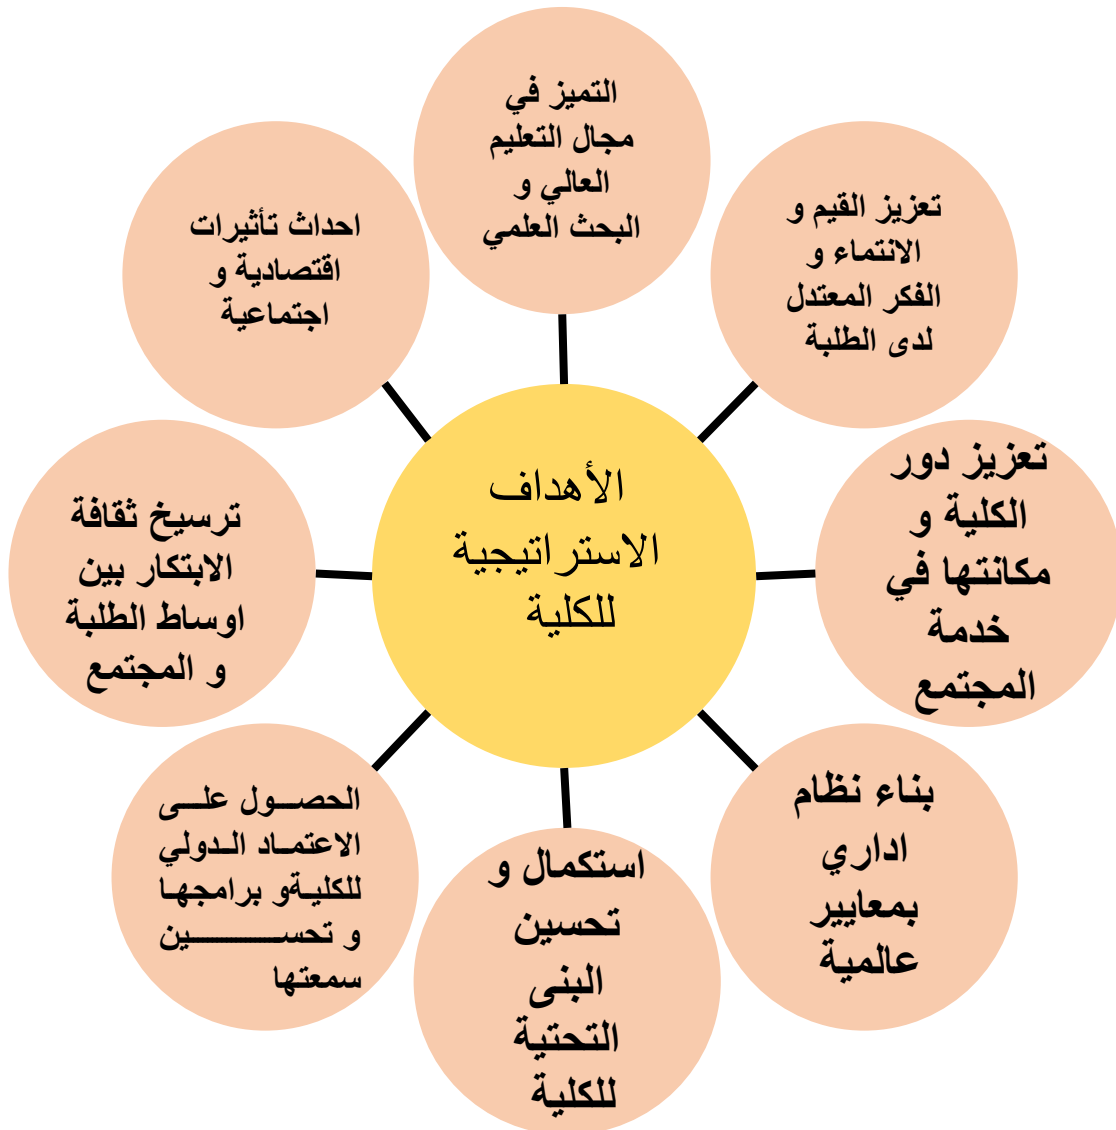 التميز في
مجال التعليم
العالي و
البحث العلمي
تعزيز القيم و
الانتماء و
الفكر المعتدل
لدى الطلبة
تعزيز دور
الكلية و
مكانتها في
خدمة
المجتمع
بناء نظام
اداري
بمعايير
عالمية
استكمال و
تحسين
البنى
التحتية
للكلية
الحصول على
الاعتماد الدولي
للكليةو برامجها
و تحسين
سمعتها
ترسيخ ثقافة
الابتكار بين
اوساط الطلبة
و المجتمع
احداث تأثيرات
اقتصادية و
اجتماعية
الأهداف
الاستراتيجية
للكلية